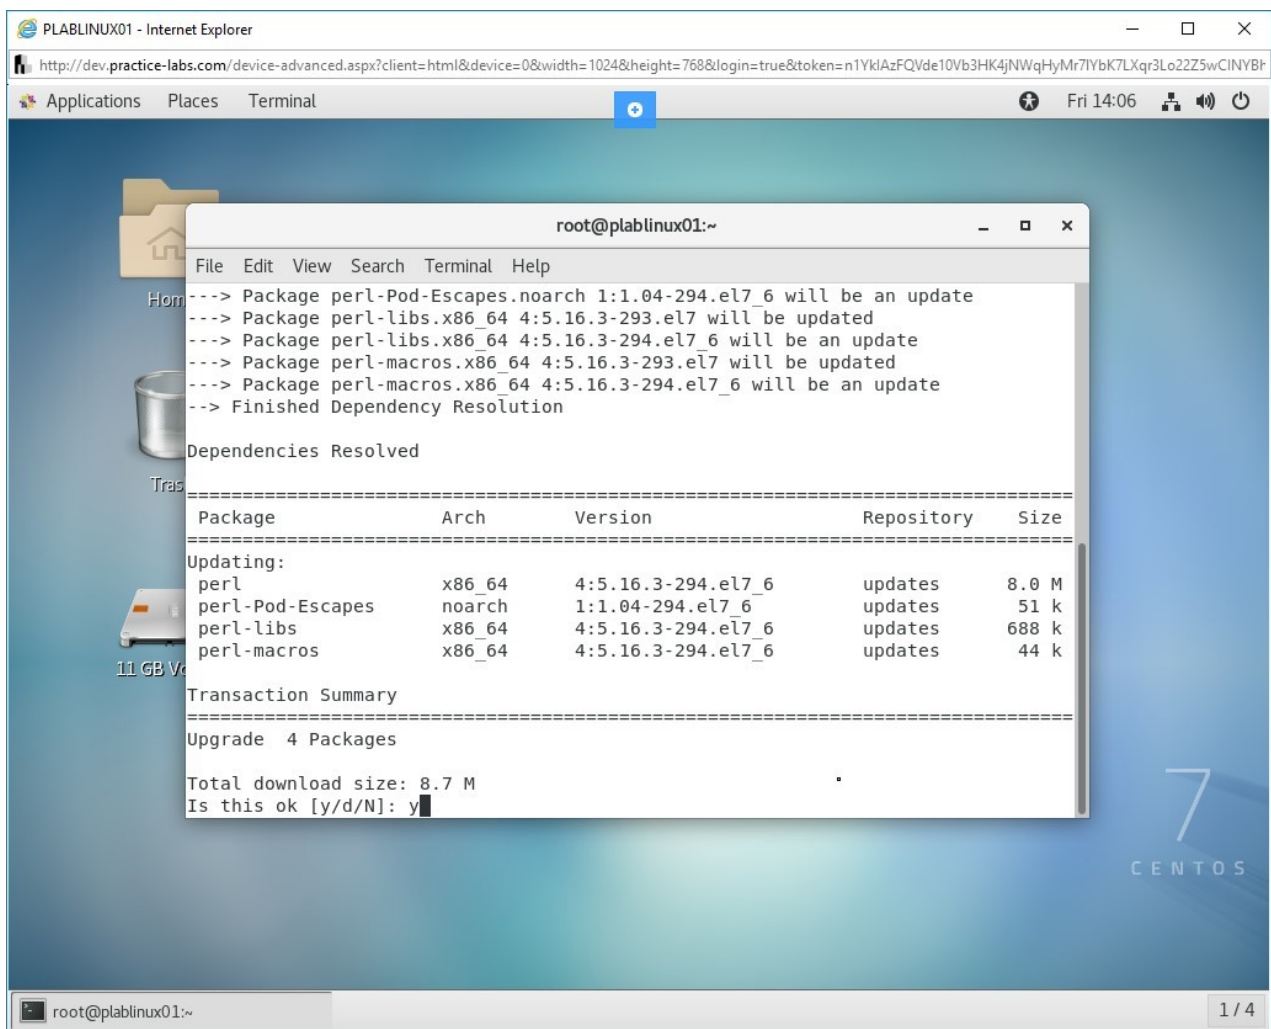 PLABLINUX01 - Internet Explorer
http://dev.practice-labs.com/device-advanced.aspx?client=html&device=0&width=1024&height=768&login=true&token=
Applications Places Terminal Fri 14:06
root@plablinux01:~
File Edit View Search Terminal Help
Hom
---> Package perl-Pod-Escapes.noarch 1:1.04-294.el7_6 will be an update
---> Package perl-libs.x86_64 4:5.16.3-293.el7 will be updated
---> Package perl-libs.x86_64 4:5.16.3-294.el7_6 will be an update
---> Package perl-macros.x86_64 4:5.16.3-293.el7 will be updated
---> Package perl-macros.x86_64 4:5.16.3-294.el7_6 will be an update
--> Finished Dependency Resolution
Dependencies Resolved
Tras
================================================================================
Package Arch Version Repository Size
================================================================================
Updating:
perl x86_64 4:5.16.3-294.el7_6 updates 8.0 M
perl-Pod-Escapes noarch 1:1.04-294.el7_6 updates 51 k
perl-libs x86_64 4:5.16.3-294.el7_6 updates 688 k
perl-macros x86_64 4:5.16.3-294.el7_6 updates 44 k
11 GB Vo
Transaction Summary
================================================================================
Upgrade 4 Packages
Total download size: 8.7 M
Is this ok [y/d/N]: y
7
CENTOS
root@plablinux01:~ 1 / 4